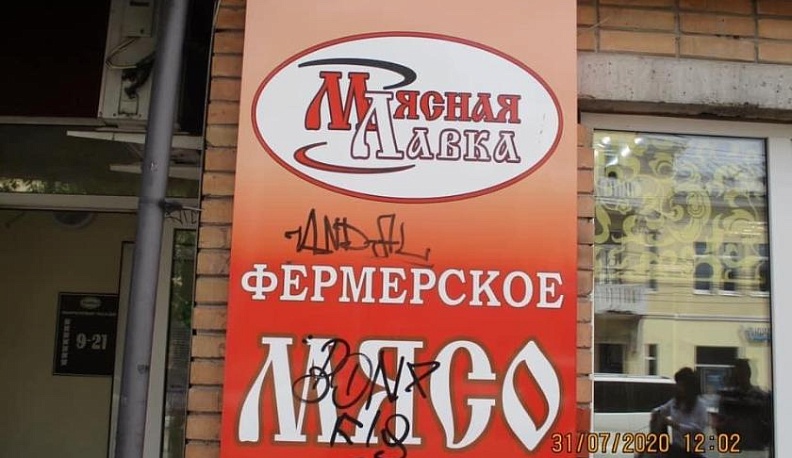 Мясная
Лавка
ФЕРМЕРСКОЕ
МЯСО
9-21
31/07/2020 12:02